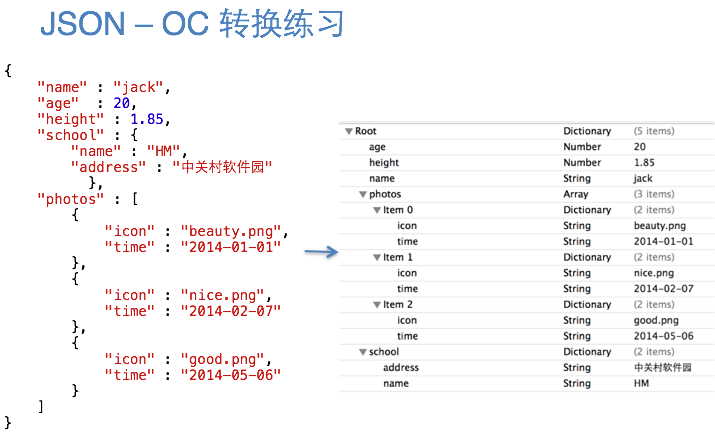 JSON – OC 转换练习
{
"name" : "jack",
"age" : 20,
"height" : 1.85,
"school" : {
"name" : "HM",
"address" : "中关村软件园"
},
"photos" : [
{
"icon" : "beauty.png",
"time" : "2014-01-01"
},
{
"icon" : "nice.png",
"time" : "2014-02-07"
},
{
"icon" : "good.png",
"time" : "2014-05-06"
}
]
}
Root Dictionary (5 items)
age Number 20
height Number 1.85
name String jack
photos Array (3 items)
Item 0 Dictionary (2 items)
icon String beauty.png
time String 2014-01-01
Item 1 Dictionary (2 items)
icon String nice.png
time String 2014-02-07
Item 2 Dictionary (2 items)
icon String good.png
time String 2014-05-06
school Dictionary (2 items)
address String 中关村软件园
name String HM